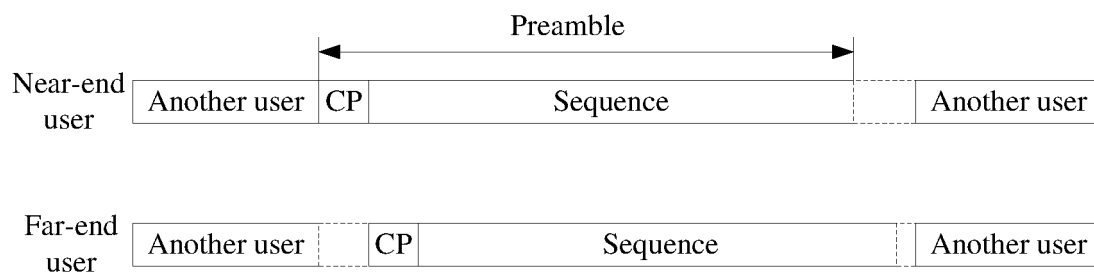 Preamble
Near-end
user
Another user CP Sequence Another user
Far-end
user
Another user CP Sequence Another user